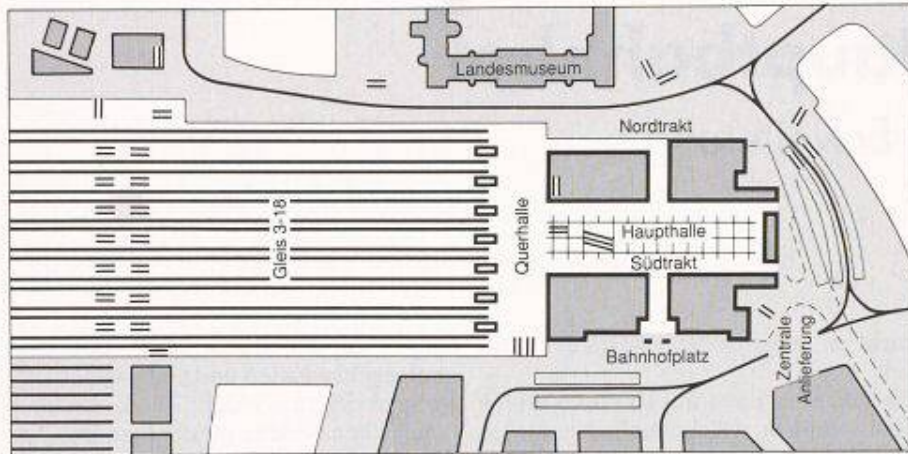 Landesmuseum
Nordtrakt
Gleis 3-18
Querhalle
Haupthalle
Südtrakt
Bahnhofplatz
Zentrale
Anlieferung